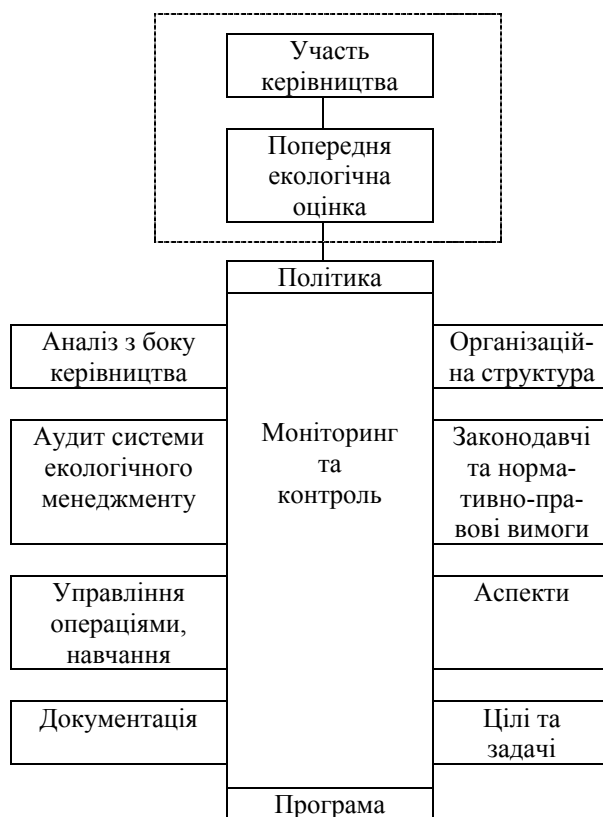 Участь
керівництва
Попередня
екологічна
оцінка
Політика
Аналіз з боку
керівництва
Аудит системи
екологічного
менеджменту
Управління
операціями,
навчання
Документація
Моніторинг
та
контроль
Організацій-
на структура
Законодавчі
та норма-
тивно-пра-
вові вимоги
Аспекти
Цілі та
задачі
Програма